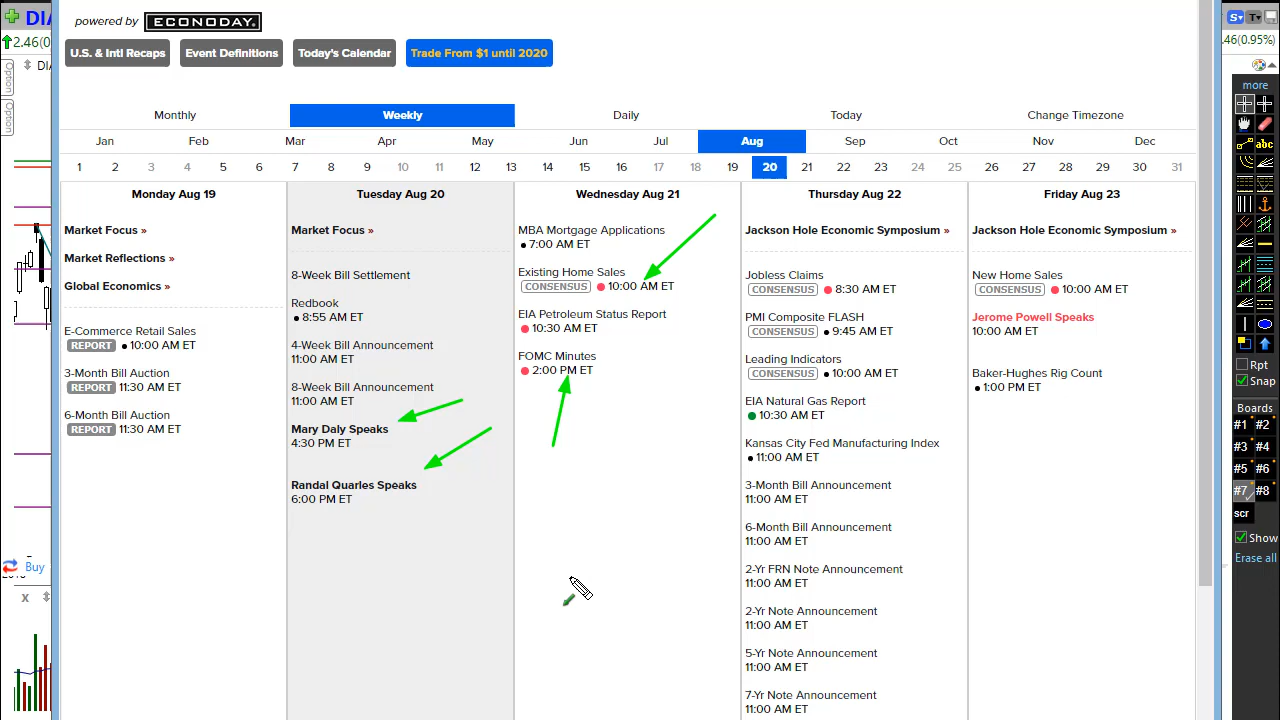 DIA
2.46(0
DIA
Option
Option
Buy
X
powered by ECONODAY
U.S. & Intl Recaps
Event Definitions
Today's Calendar
Trade From $1 until 2020
Monthly
Weekly
Daily
Today
Change Timezone
Jan Feb Mar Apr May Jun Jul Aug Sep Oct Nov Dec
1 2 3 4 5 6 7 8 9 10 11 12 13 14 15 16 17 18 19 20 21 22 23 24 25 26 27 28 29 30 31
Monday Aug 19
Market Focus »
Market Reflections »
Global Economics »
E-Commerce Retail Sales
REPORT • 10:00 AM ET
3-Month Bill Auction
REPORT 11:30 AM ET
6-Month Bill Auction
REPORT 11:30 AM ET
Tuesday Aug 20
Market Focus »
8-Week Bill Settlement
Redbook
• 8:55 AM ET
4-Week Bill Announcement
11:00 AM ET
8-Week Bill Announcement
11:00 AM ET
Mary Daly Speaks
4:30 PM ET
Randal Quarles Speaks
6:00 PM ET
Wednesday Aug 21
MBA Mortgage Applications
• 7:00 AM ET
Existing Home Sales
CONSENSUS • 10:00 AM ET
EIA Petroleum Status Report
• 10:30 AM ET
FOMC Minutes
• 2:00 PM ET
Thursday Aug 22
Jackson Hole Economic Symposium »
Jobless Claims
CONSENSUS • 8:30 AM ET
PMI Composite FLASH
CONSENSUS • 9:45 AM ET
Leading Indicators
CONSENSUS • 10:00 AM ET
EIA Natural Gas Report
• 10:30 AM ET
Kansas City Fed Manufacturing Index
• 11:00 AM ET
3-Month Bill Announcement
11:00 AM ET
6-Month Bill Announcement
11:00 AM ET
2-Yr FRN Note Announcement
11:00 AM ET
2-Yr Note Announcement
11:00 AM ET
5-Yr Note Announcement
11:00 AM ET
7-Yr Note Announcement
11:00 AM ET
Friday Aug 23
Jackson Hole Economic Symposium »
New Home Sales
CONSENSUS • 10:00 AM ET
Jerome Powell Speaks
10:00 AM ET
Baker-Hughes Rig Count
• 1:00 PM ET
S T
.46(0.95%)
more
abc
Rpt
Snap
Boards
#1 #2
#3 #4
#5 #6
#7 #8
scr
Show
Erase all